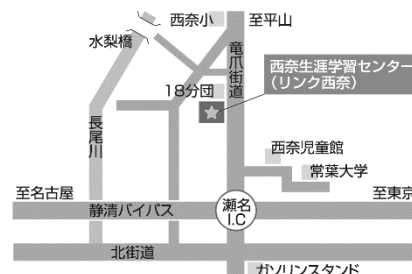 西奈小
至平山
水梨橋
竜爪街道
西奈生涯学習センター
（リンク西奈）
18分団
長尾川
西奈児童館
常葉大学
至名古屋
瀬名
I.C
至東京
静清バイパス
北街道
ガソリンスタンド